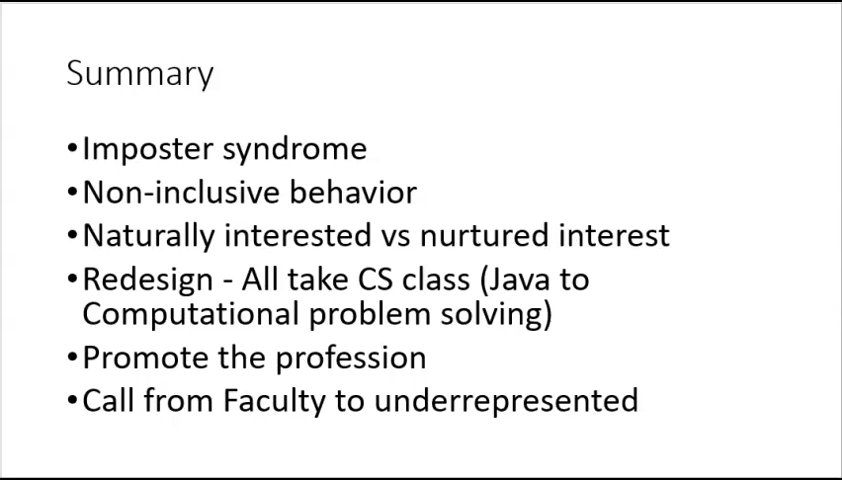 Summary
•Imposter syndrome
•Non-inclusive behavior
•Naturally interested vs nurtured interest
•Redesign - All take CS class (Java to
Computational problem solving)
•Promote the profession
•Call from Faculty to underrepresented